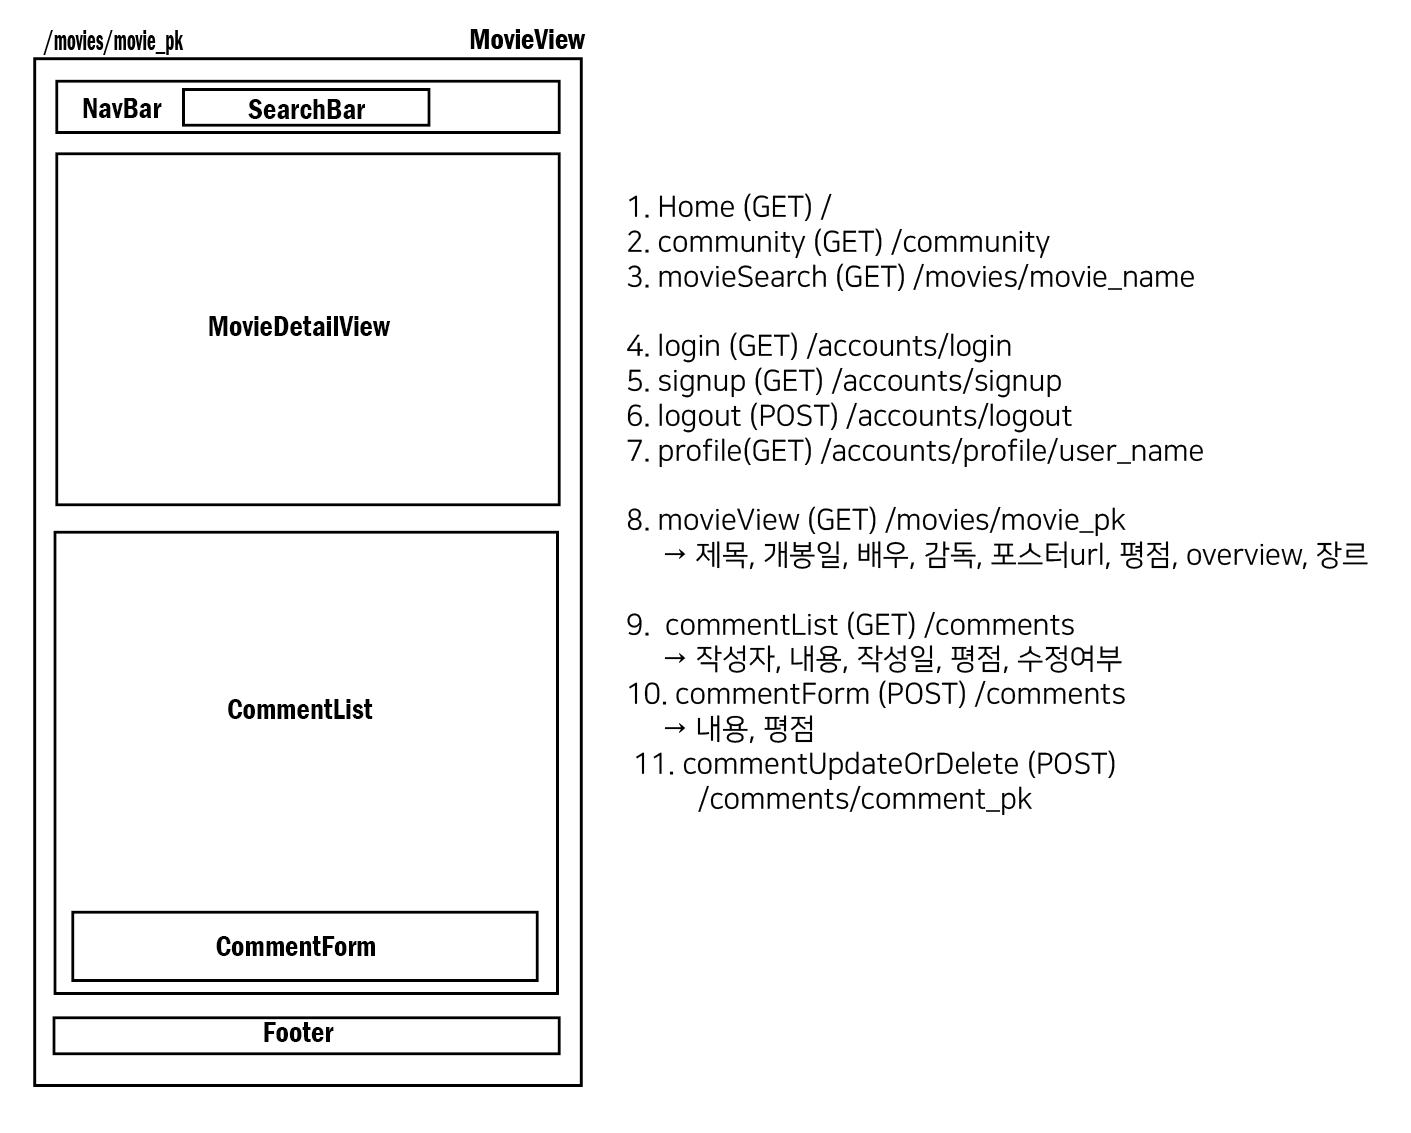 /movies/movie_pk
MovieView
NavBar
SearchBar
MovieDetailView
CommentList
CommentForm
Footer
1. Home (GET) /
2. community (GET) /community
3. movieSearch (GET) /movies/movie_name
4. login (GET) /accounts/login
5. signup (GET) /accounts/signup
6. logout (POST) /accounts/logout
7. profile(GET) /accounts/profile/user_name
8. movieView (GET) /movies/movie_pk
→ 제목, 개봉일, 배우, 감독, 포스터url, 평점, overview, 장르
9. commentList (GET) /comments
→ 작성자, 내용, 작성일, 평점, 수정여부
10. commentForm (POST) /comments
→ 내용, 평점
11. commentUpdateOrDelete (POST)
/comments/comment_pk